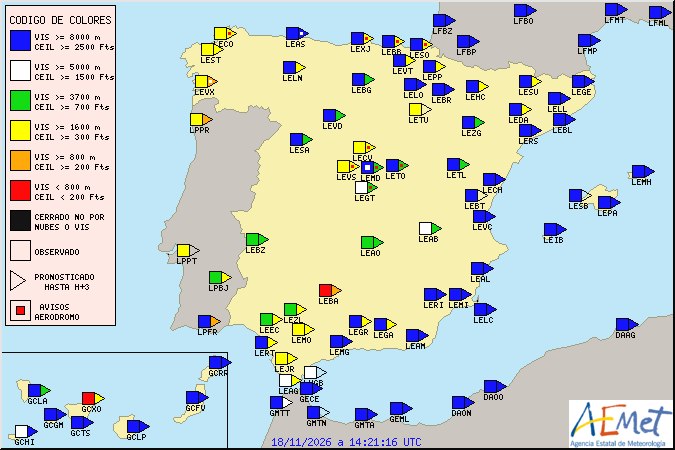 CODIGO DE COLORES
VIS >= 8000 m
CEIL >= 2500 Fts
VIS >= 5000 m
CEIL >= 1500 Fts
VIS >= 3700 m
CEIL >= 700 Fts
VIS >= 1600 m
CEIL >= 300 Fts
VIS >= 800 m
CEIL >= 200 Fts
VIS < 800 m
CEIL < 200 Fts
CERRADO NO POR
NUBES O VIS
OBSERVADO
PRONOSTICADO
HASTA H+3
AVISOS
AERODROMO
LFBO
LFMT
LFML
LFBZ
LECO
LEAS
LEXJ
LEBB
LESO
LFBP
LFMP
LEST
LEVT
LEPP
LELN
LEVX
LEBG
LELO
LEBR
LEHC
LESU
LEGE
LELL
LPPR
LEVD
LETU
LEZG
LEDA
LEBL
LERS
LESA
LECV
LEVS
LEMD
LETO
LETL
LEGT
LECH
LEMH
LEBT
LESB
LEPA
LEVC
LEIB
LEAB
LEBZ
LEAO
LPPT
LPBJ
LEAL
LEBA
LERI
LEMI
LELC
LPFR
LEEC
LEZL
LEMO
LEGR
LEGA
DAAG
LERT
LEMG
LEAM
LEJR
GCRR
LEAG
LXGB
GECE
DAOO
GCLA
GCXO
GCFV
GMTT
GMTN
GMTA
GEML
DAON
GCGM
GCTS
GCLP
GCHI
18/11/2026 a 14:21:16 UTC
AEMet
Agencia Estatal de Meteorología